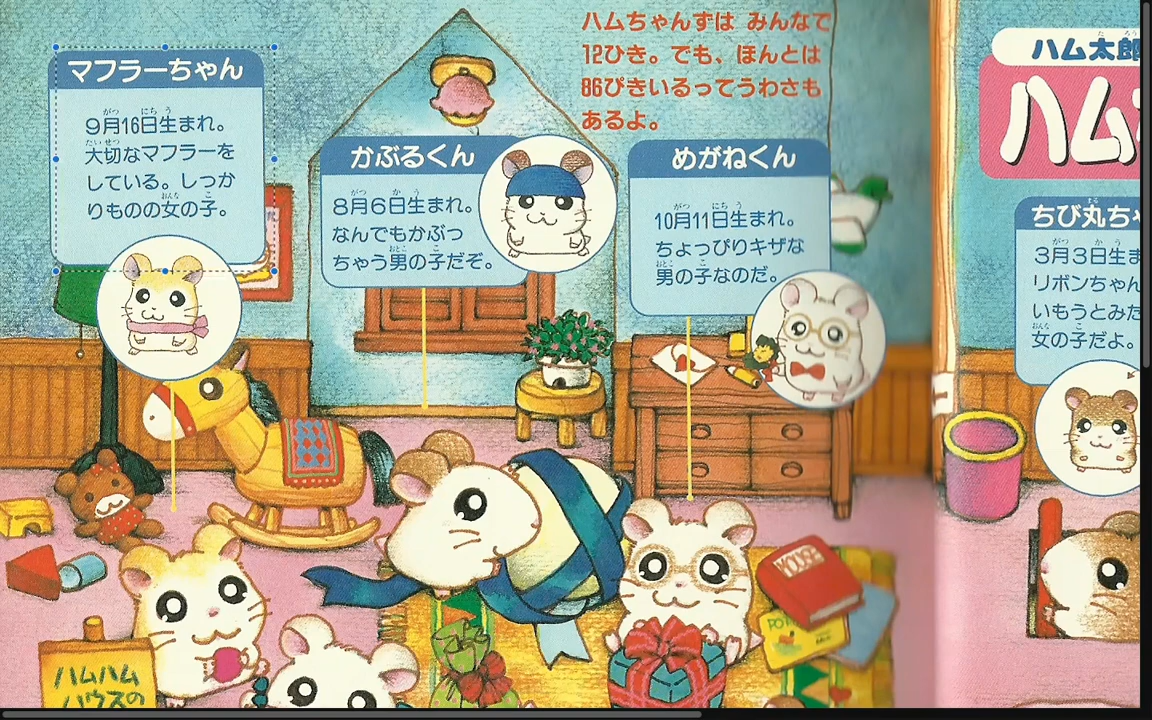 ハムちゃんずは みんなで
12ひき。でも、ほんとは
86ぴきいるってうわさも
あるよ。
マフラーちゃん
9月16日生まれ。
大切なマフラーを
している。しっか
りものの女の子。
かぶるくん
8月6日生まれ。
なんでもかぶっ
ちゃう男の子だぞ。
めがねくん
10月11日生まれ。
ちょっぴりキザな
男の子なのだ。
ハム太郎
ハム
ちび丸ち
3月3日生ま
リボンちゃん
いもうとみた
女の子だよ。
ハムハム
ハウスの